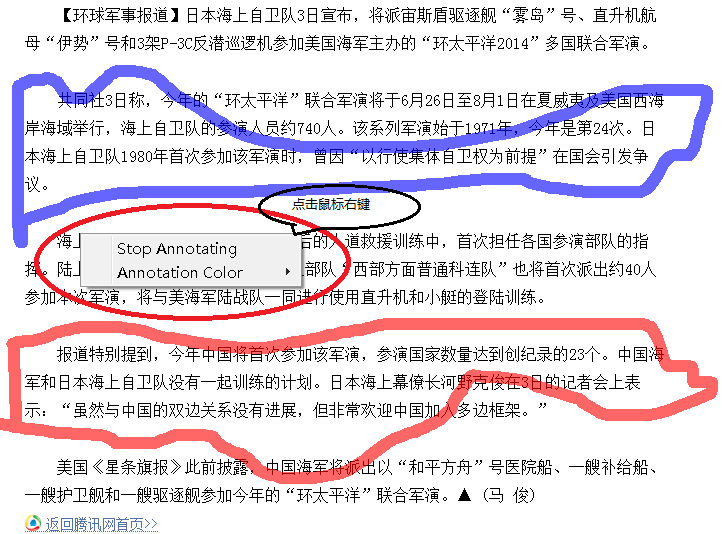 【环球军事报道】日本海上自卫队3日宣布，将派宙斯盾驱逐舰“雾岛”号、直升机航
母“伊势”号和3架P-3C反潜巡逻机参加美国海军主办的“环太平洋2014”多国联合军演。
共同社3日称，今年的“环太平洋”联合军演将于6月26日至8月1日在夏威夷及美国西海
岸海域举行，海上自卫队的参演人员约740人。该系列军演始于1971年，今年是第24次。日
本海上自卫队1980年首次参加该军演时，曾因“以行使集体自卫权为前提”在国会引发争
议。
点击鼠标右键
海上
后的人道救援训练中，首次担任各国参演部队的指
Stop Annotating
挥。陆上
部队“西部方面普通科连队”也将首次派出约40人
Annotation Color
参加本次军演，将与美海军陆战队一同进行使用直升机和小艇的登陆训练。
报道特别提到，今年中国将首次参加该军演，参演国家数量达到创纪录的23个。中国海
军和日本海上自卫队没有一起训练的计划。日本海上幕僚长河野克俊在3日的记者会上表
示：“虽然与中国的双边关系没有进展，但非常欢迎中国加入多边框架。”
美国《星条旗报》此前披露，中国海军将派出以“和平方舟”号医院船、一艘补给船、
一艘护卫舰和一艘驱逐舰参加今年的“环太平洋”联合军演。▲（马 俊）
返回腾讯网首页>>